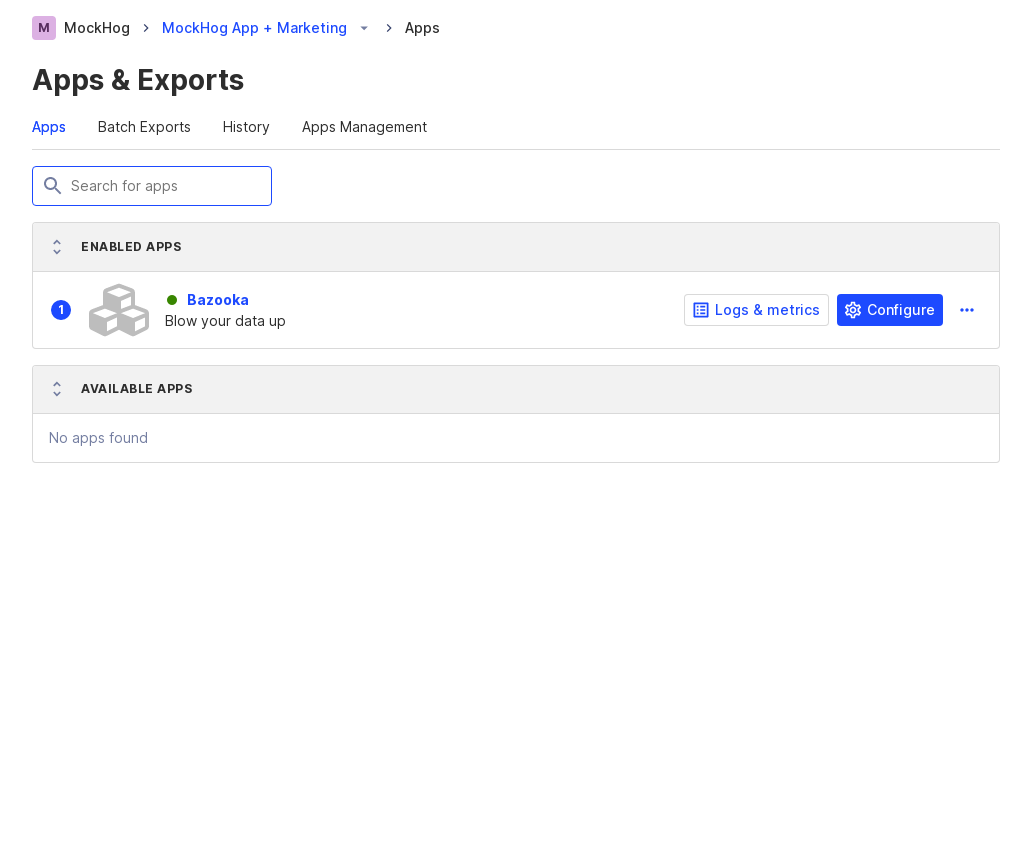 M MockHog MockHog App + Marketing Apps
Apps & Exports
Apps Batch Exports History Apps Management
Search for apps
ENABLED APPS
1 Bazooka Logs & metrics Configure
Blow your data up
AVAILABLE APPS
No apps found